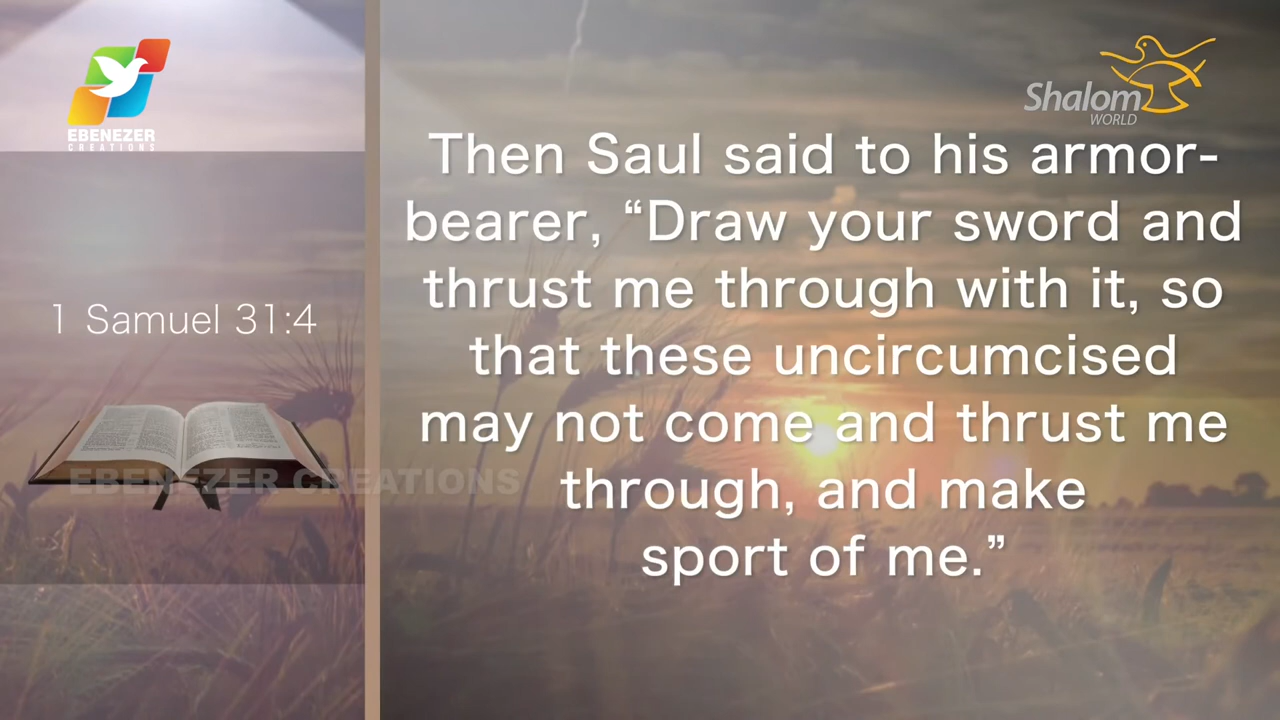 EBENEZER
CREATIONS
Shalom
WORLD
1 Samuel 31:4
Then Saul said to his armor-
bearer, “Draw your sword and
thrust me through with it, so
that these uncircumcised
may not come and thrust me
through, and make
sport of me.”
EBENEZER CREATIONS